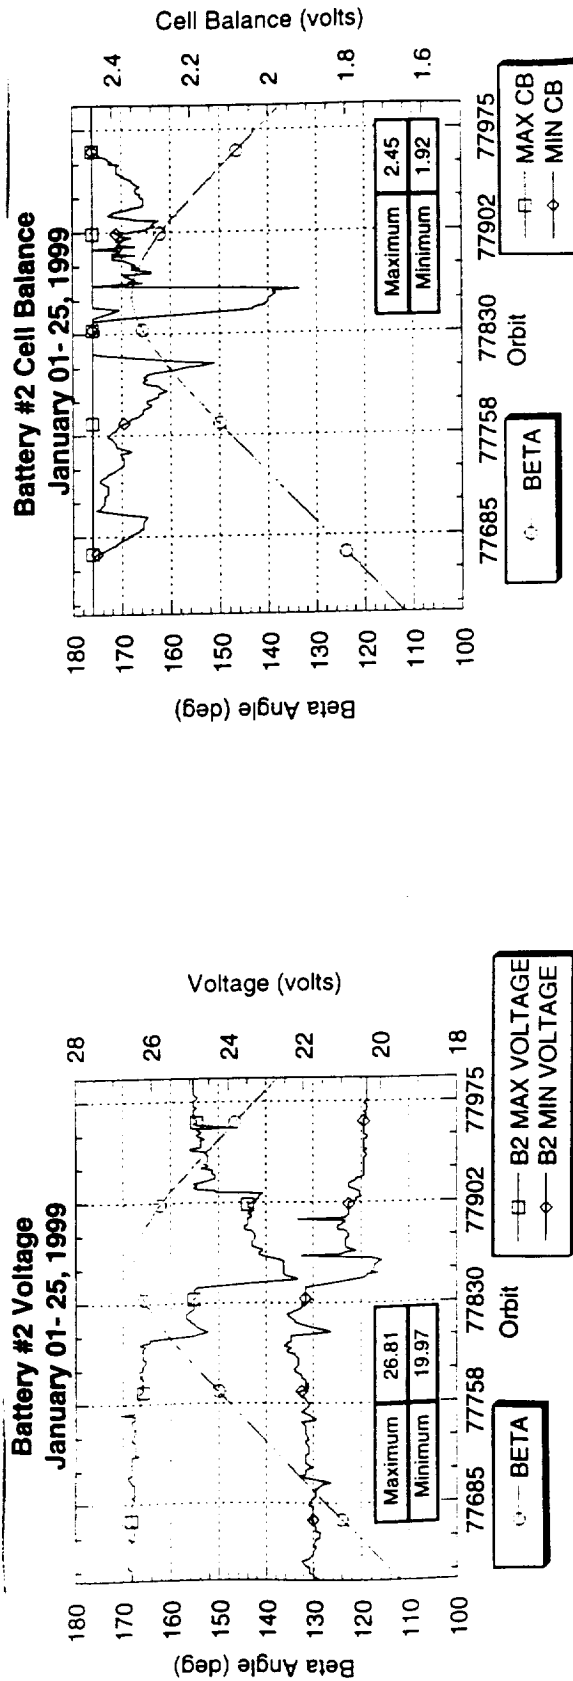 Battery #2 Voltage
January 01- 25, 1999
Beta Angle (deg)
180
170
160
150
140
130
120
110
100
Voltage (volts)
28
26
24
22
20
18
Maximum 26.81
Minimum 19.97
77685 77758 77830 77902 77975
Orbit
BETA
B2 MAX VOLTAGE
B2 MIN VOLTAGE
Battery #2 Cell Balance
January 01- 25, 1999
Beta Angle (deg)
180
170
160
150
140
130
120
110
100
Cell Balance (volts)
2.4
2.2
2
1.8
1.6
Maximum 2.45
Minimum 1.92
77685 77758 77830 77902 77975
Orbit
BETA
MAX CB
MIN CB